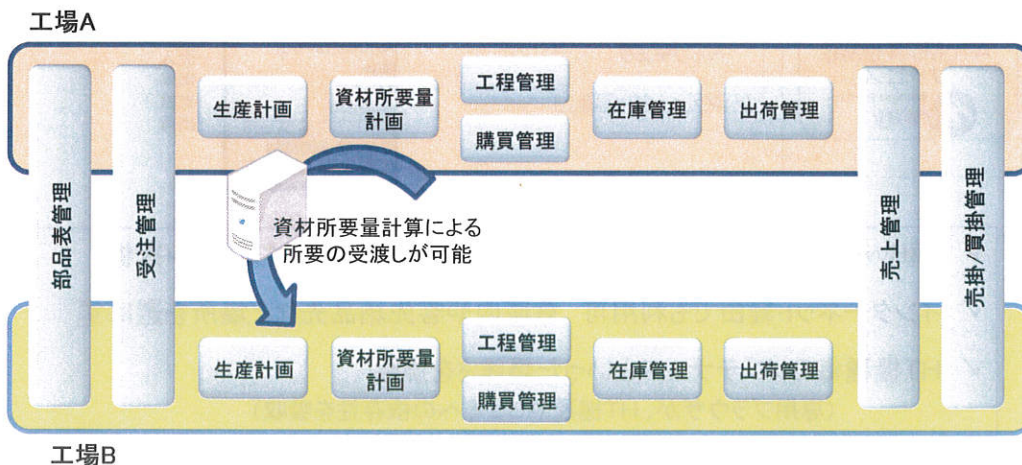 工場A
部品表管理
受注管理
生産計画
資材所要量
計画
工程管理
購買管理
在庫管理
出荷管理
売上管理
売掛/買掛管理
資材所要量計算による
所要の受渡しが可能
生産計画
資材所要量
計画
工程管理
購買管理
在庫管理
出荷管理
工場B